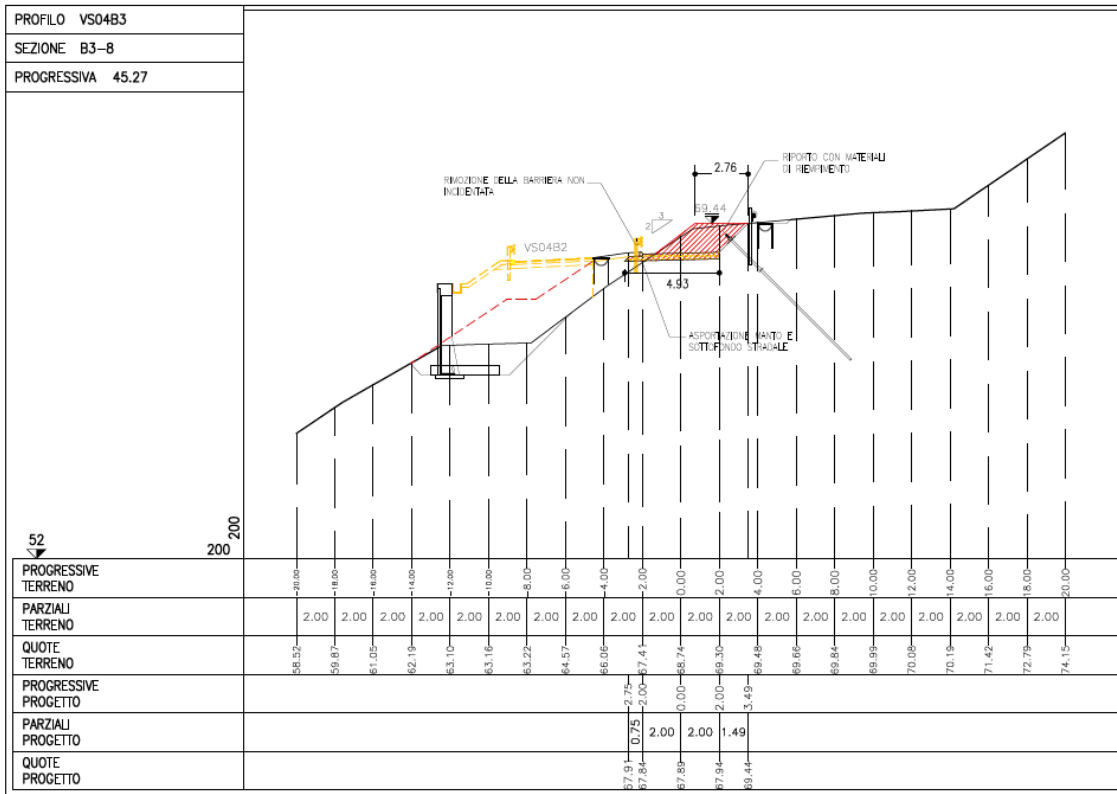 PROFILO VS04B3
SEZIONE B3-8
PROGRESSIVA 45.27
2.76
RIPORTO CON MATERIALI
DI RIEMPIMENTO
RIMOZIONE DELLA BARRIERA NON
INCIDENTATA
69.44
3
2
VS04B2
4.93
ASPORTAZIONE MANTO E
SOTTOFONDO STRADALE
52
200
200
PROGRESSIVE
TERRENO
-20.00 -18.00 -16.00 -14.00 -12.00 -10.00 -8.00 -6.00 -4.00 -2.00 0.00 2.00 4.00 6.00 8.00 10.00 12.00 14.00 16.00 18.00 20.00
PARZIALI
TERRENO
2.00 2.00 2.00 2.00 2.00 2.00 2.00 2.00 2.00 2.00 2.00 2.00 2.00 2.00 2.00 2.00 2.00 2.00 2.00 2.00
QUOTE
TERRENO
58.52 59.87 61.05 62.19 63.10 63.16 63.22 64.57 66.06 67.41 68.74 69.30 69.48 69.66 69.84 69.99 70.08 70.19 71.42 72.79 74.15
PROGRESSIVE
PROGETTO
-2.75 -2.00 0.00 2.00 3.49
PARZIALI
PROGETTO
0.75 2.00 2.00 1.49
QUOTE
PROGETTO
67.91 67.84 67.89 67.94 69.44